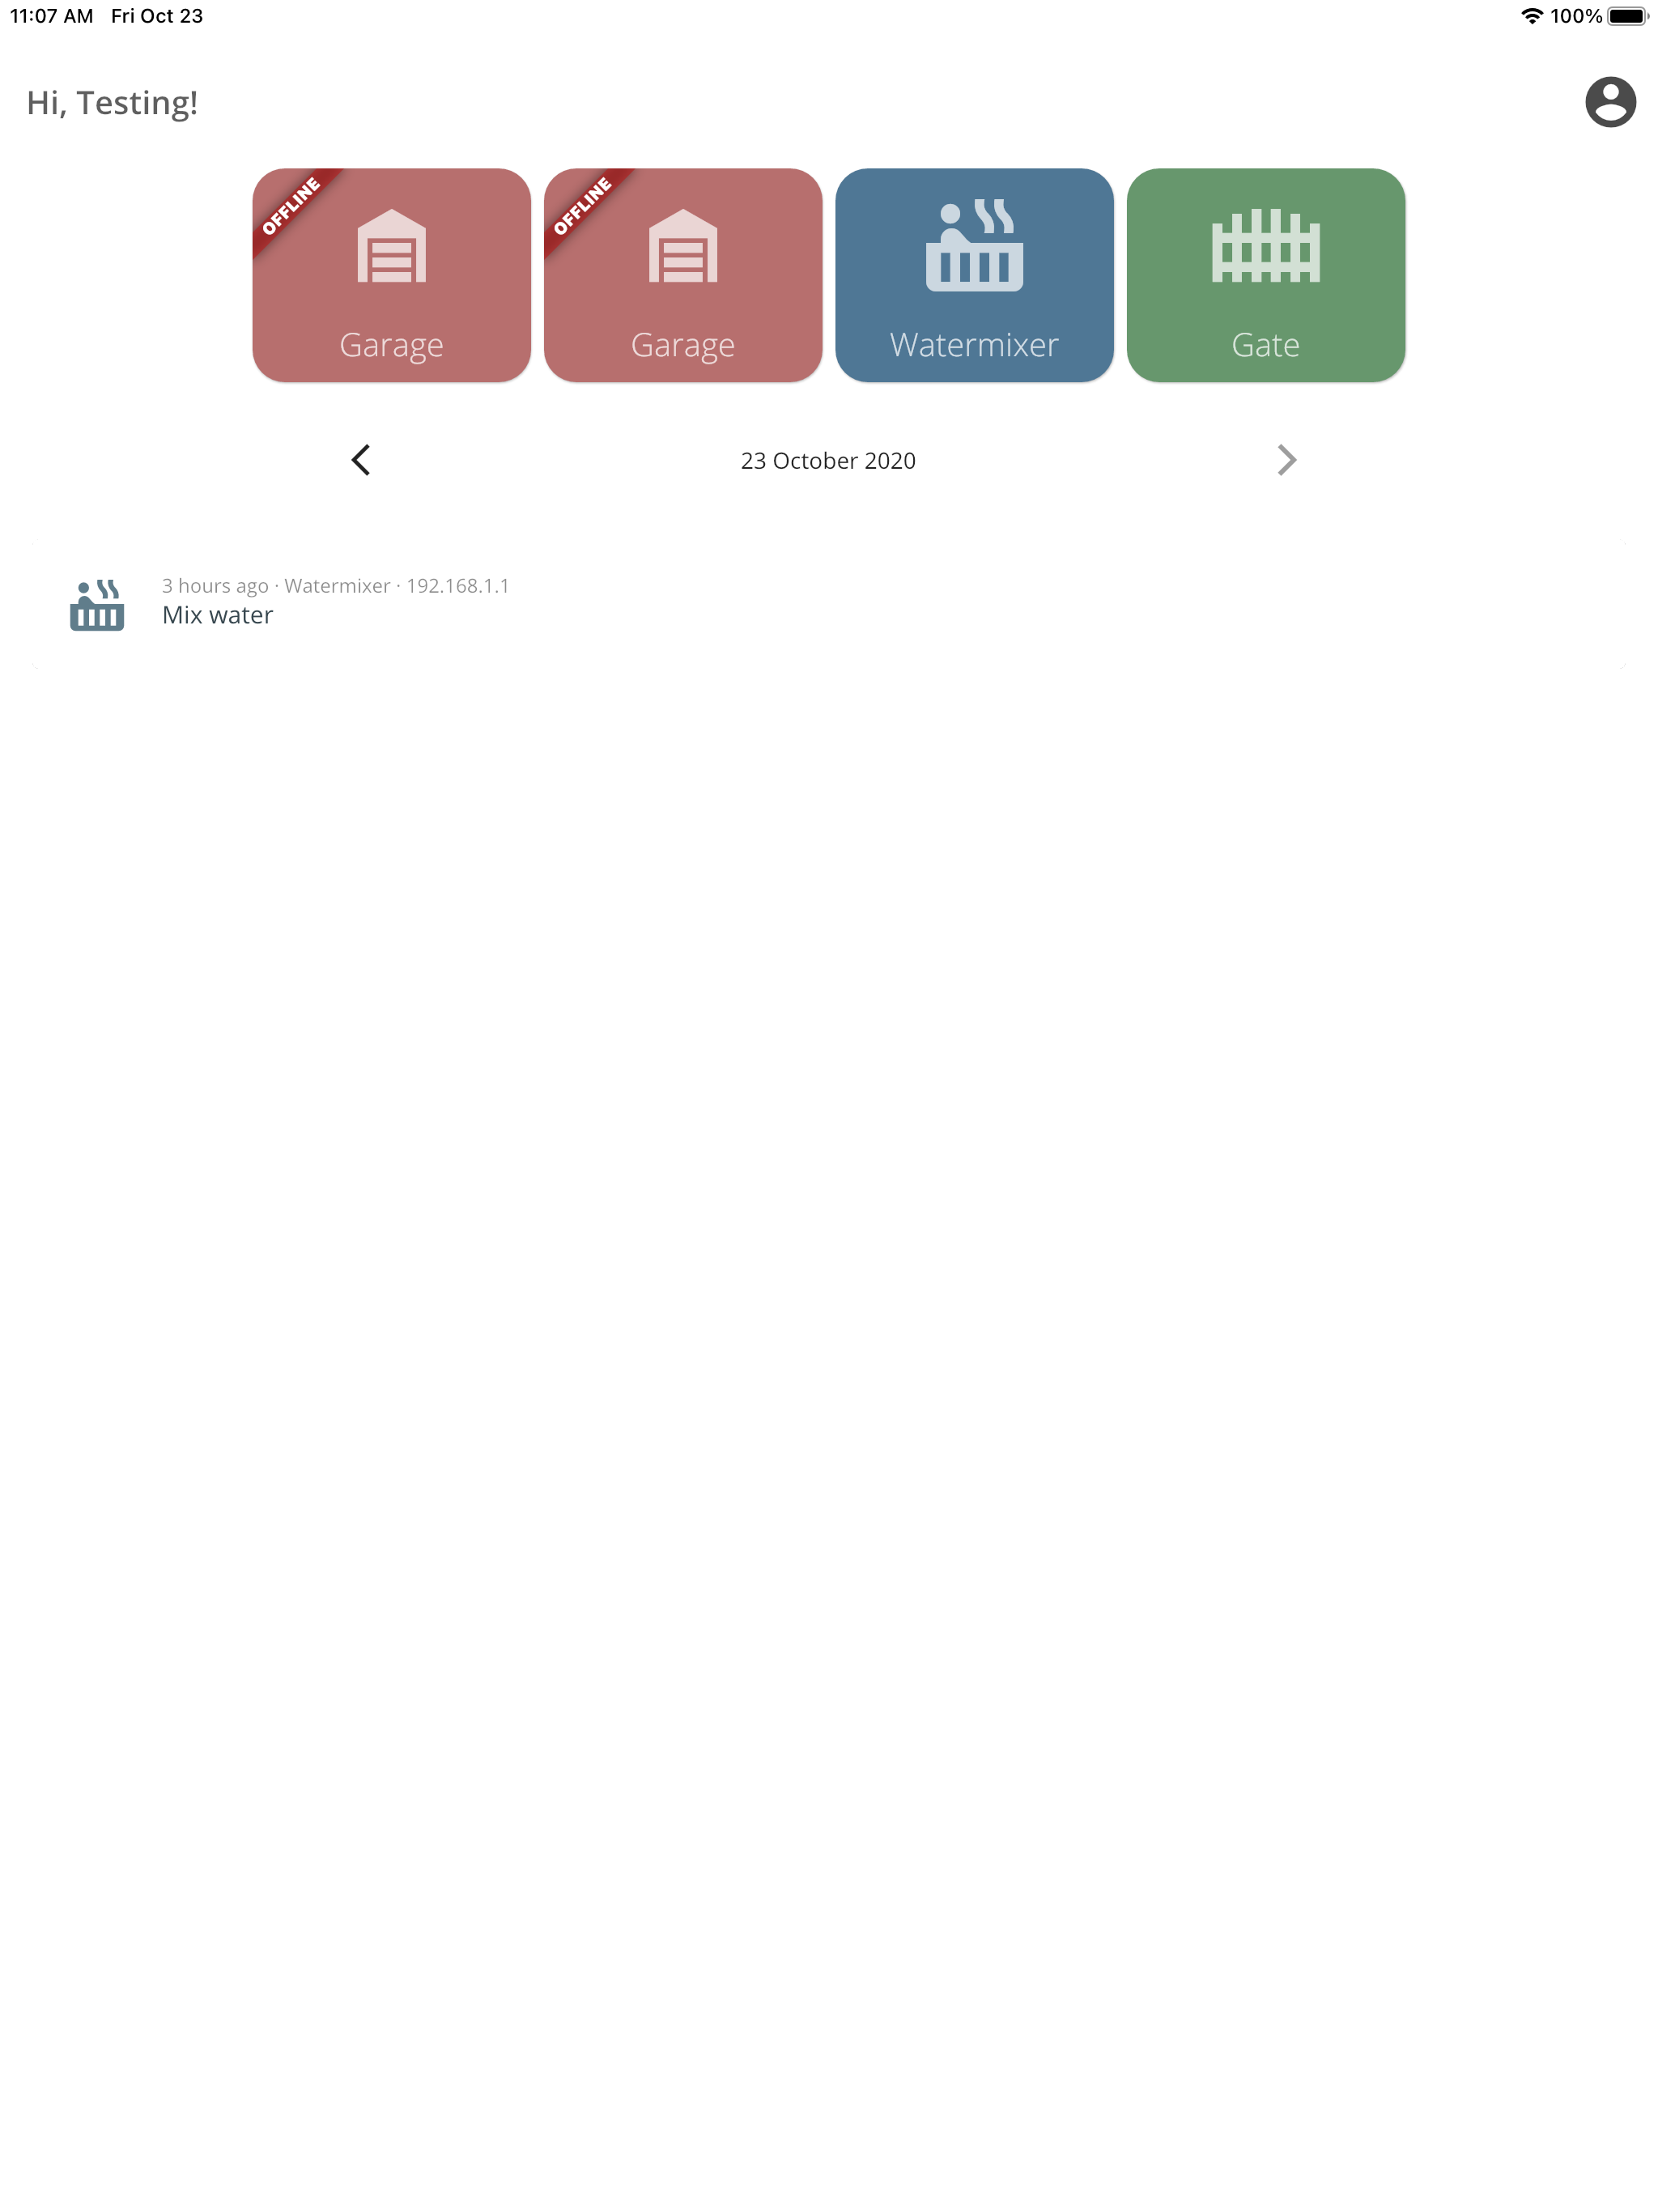 11:07 AM Fri Oct 23 100%
Hi, Testing!
OFFLINE OFFLINE
Garage Garage Watermixer Gate
23 October 2020
3 hours ago · Watermixer · 192.168.1.1
Mix water